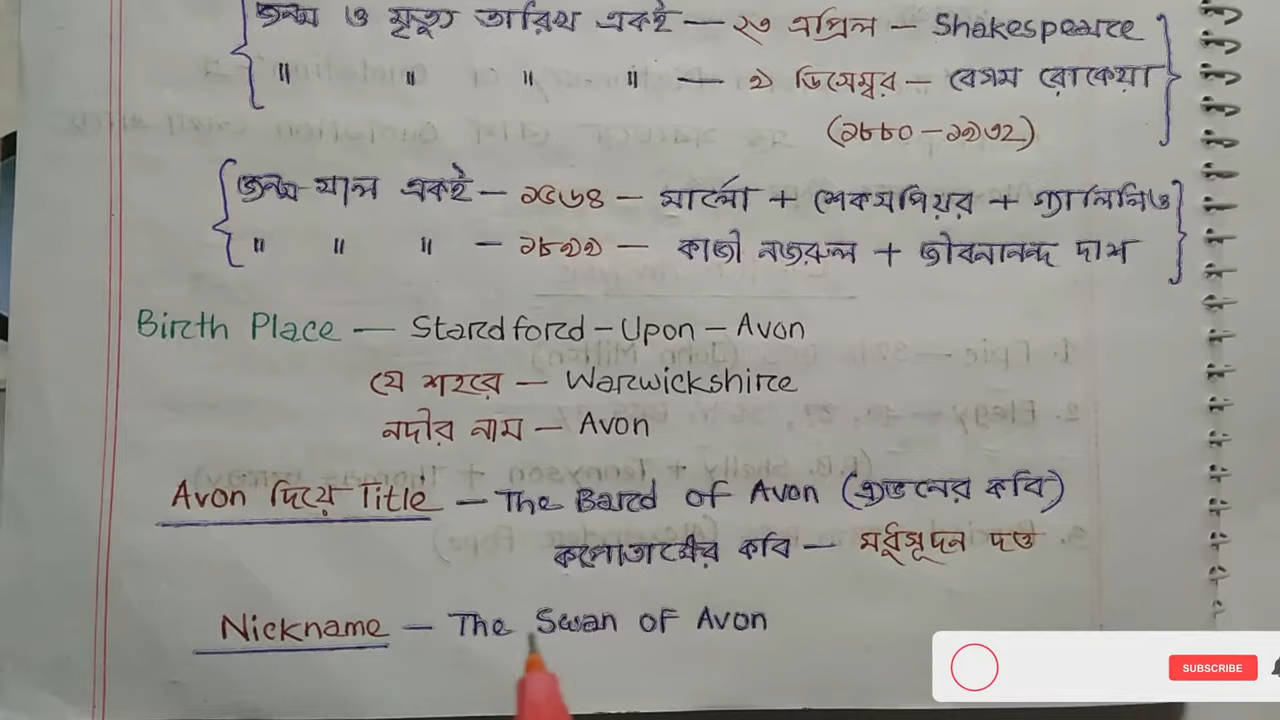 জন্ম ও মৃত্যু তারিখ একই — ২৩ এপ্রিল — Shakespeare
" " " " — ৯ ডিসেম্বর — বেগম রোকেয়া
(১৮৮০ – ১৯৩২)
জন্ম সাল একই — ১৫৬৪ — মার্লো + শেকসপিয়র + গ্যালিলিও
" " " — ১৮৯৯ — কাজী নজরুল + জীবনানন্দ দাশ
Birth Place — Stardford-Upon-Avon
যে শহরে — Warwickshire
নদীর নাম — Avon
Avon দিয়ে Title — The Bard of Avon (এভনের কবি)
কপোতাক্ষের কবি — মধুসূদন দত্ত
Nickname — The Swan of Avon
SUBSCRIBE